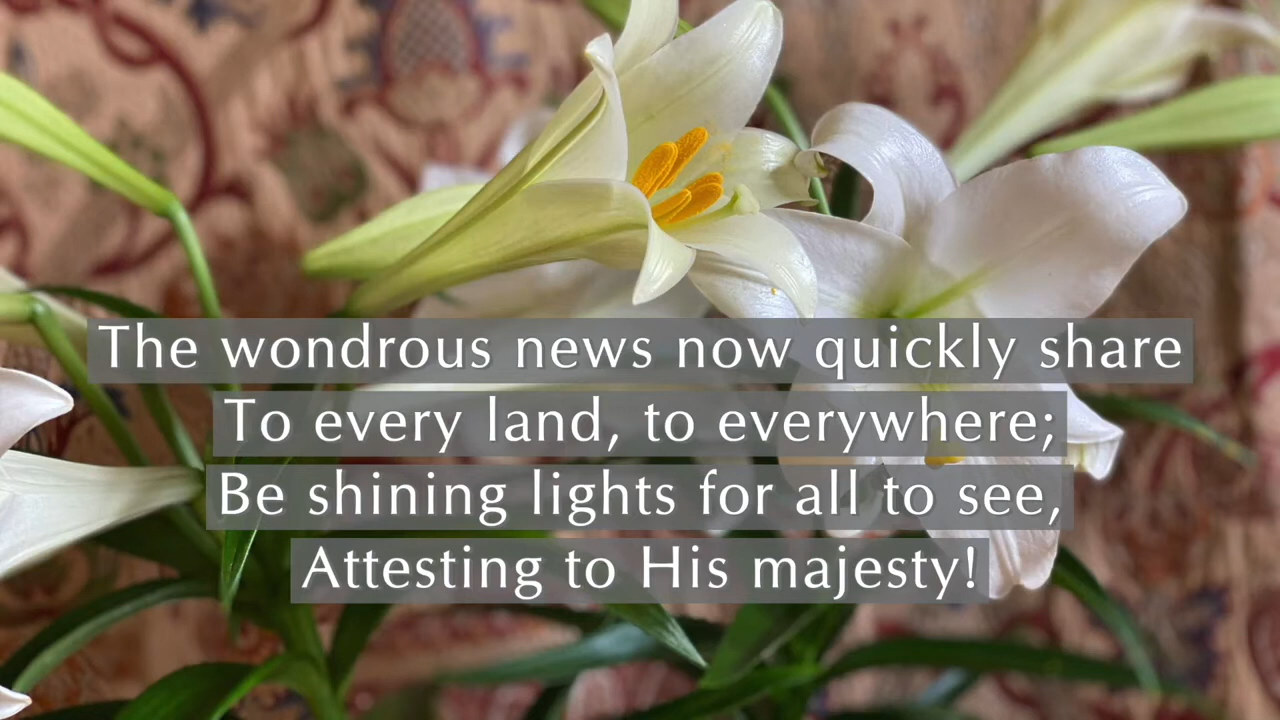 The wondrous news now quickly share
To every land, to everywhere;
Be shining lights for all to see,
Attesting to His majesty!